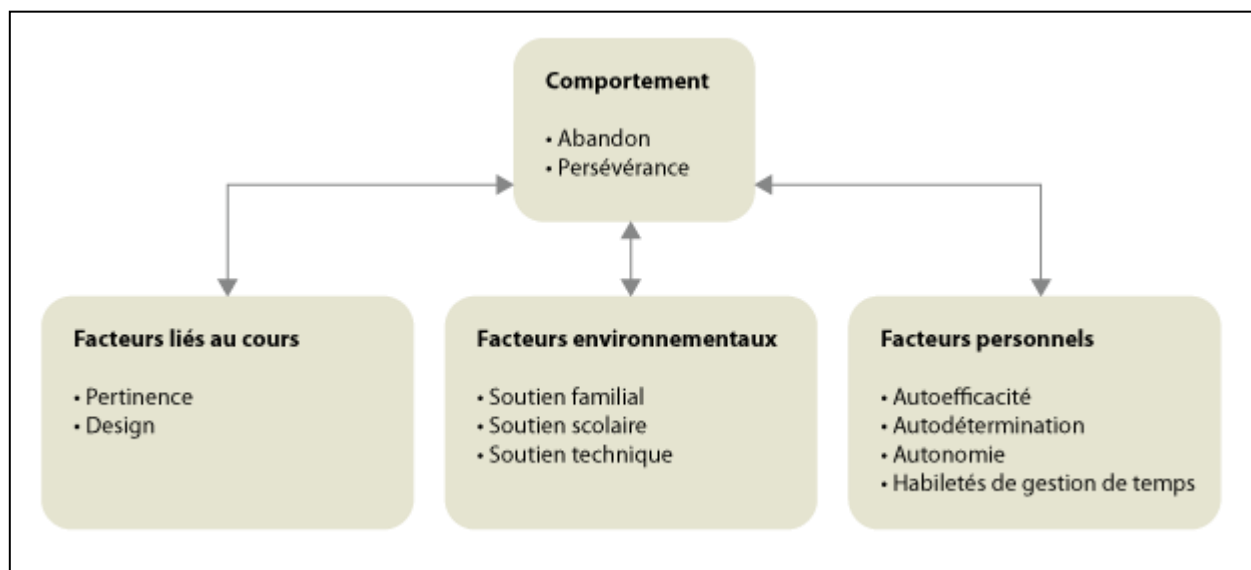 Comportement
• Abandon
• Persévérance
Facteurs liés au cours
• Pertinence
• Design
Facteurs environnementaux
• Soutien familial
• Soutien scolaire
• Soutien technique
Facteurs personnels
• Autoefficacité
• Autodétermination
• Autonomie
• Habiletés de gestion de temps